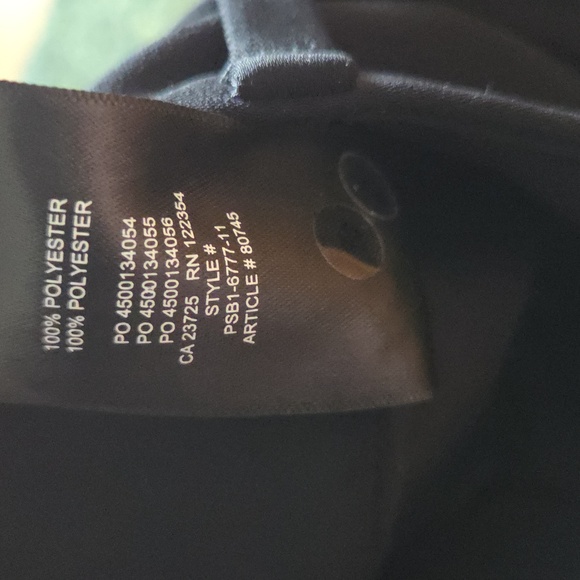 100% POLYESTER
100% POLYESTER
PO 4500134054
PO 4500134055
PO 4500134056
CA 23725 RN 122354
STYLE #
PSB1-6777-11
ARTICLE # 80745